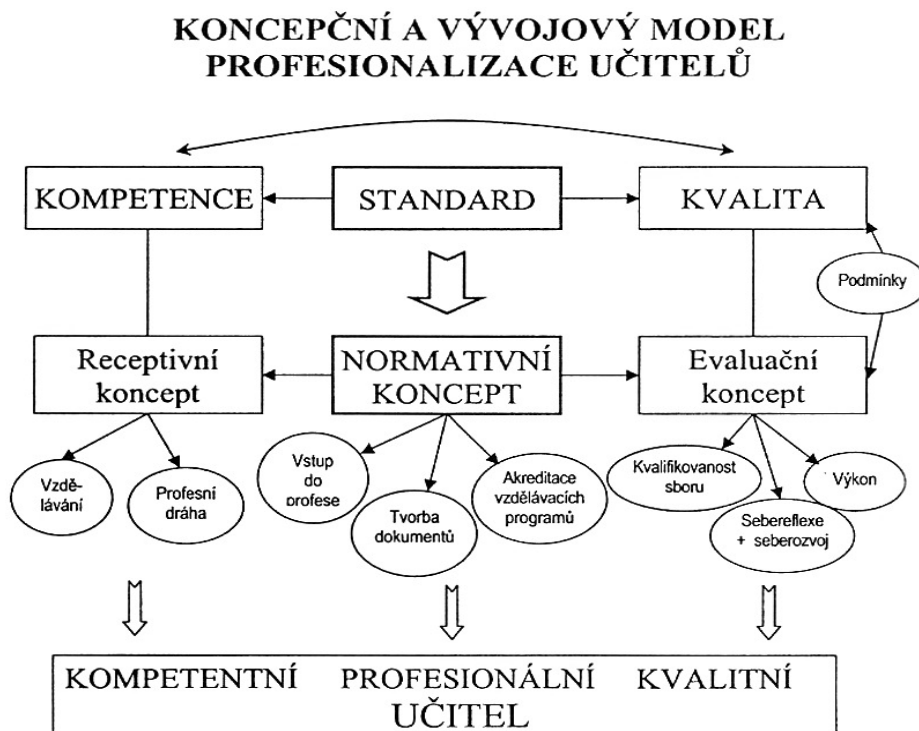 KONCEPČNÍ A VÝVOJOVÝ MODEL
PROFESIONALIZACE UČITELŮ
KOMPETENCE
STANDARD
KVALITA
Podmínky
Receptivní
koncept
NORMATIVNÍ
KONCEPT
Evaluační
koncept
Vzdě-
lávání
Profesní
dráha
Vstup
do
profese
Tvorba
dokumentů
Akreditace
vzdělávacích
programů
Kvalifikovanost
sboru
Sebereflexe
+ seberozvoj
Výkon
KOMPETENTNÍ PROFESIONÁLNÍ KVALITNÍ
UČITEL